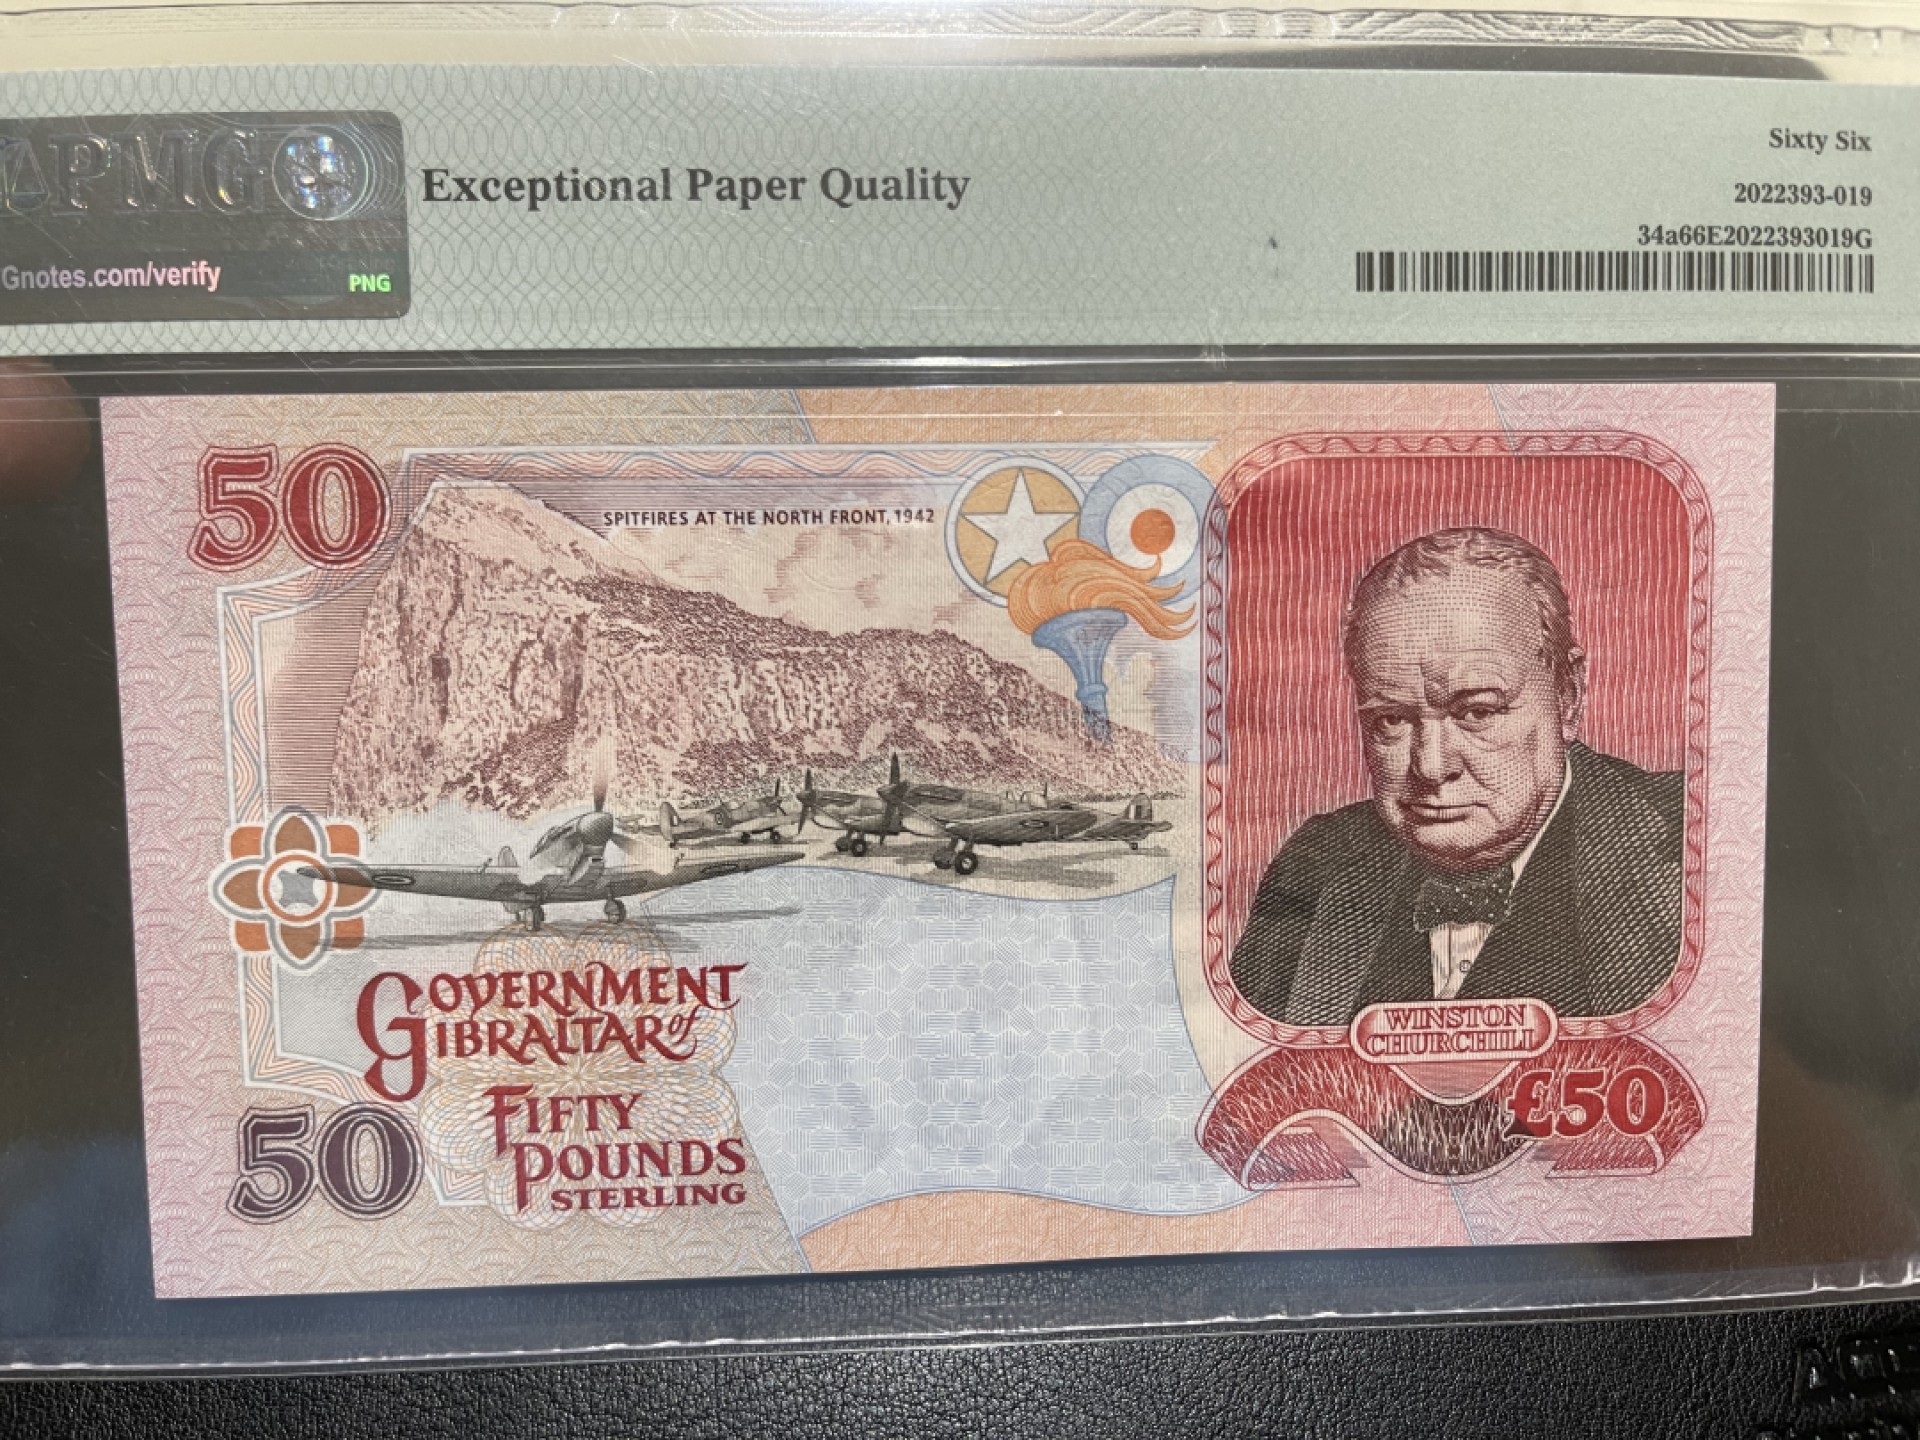 PMG
Gnotes.com/verify
PNG
Exceptional Paper Quality
Sixty Six
2022393-019
34a66E2022393019G
50
SPITFIRES AT THE NORTH FRONT, 1942
GOVERNMENT
of GIBRALTAR
FIFTY
POUNDS
STERLING
50
WINSTON
CHURCHILL
£50